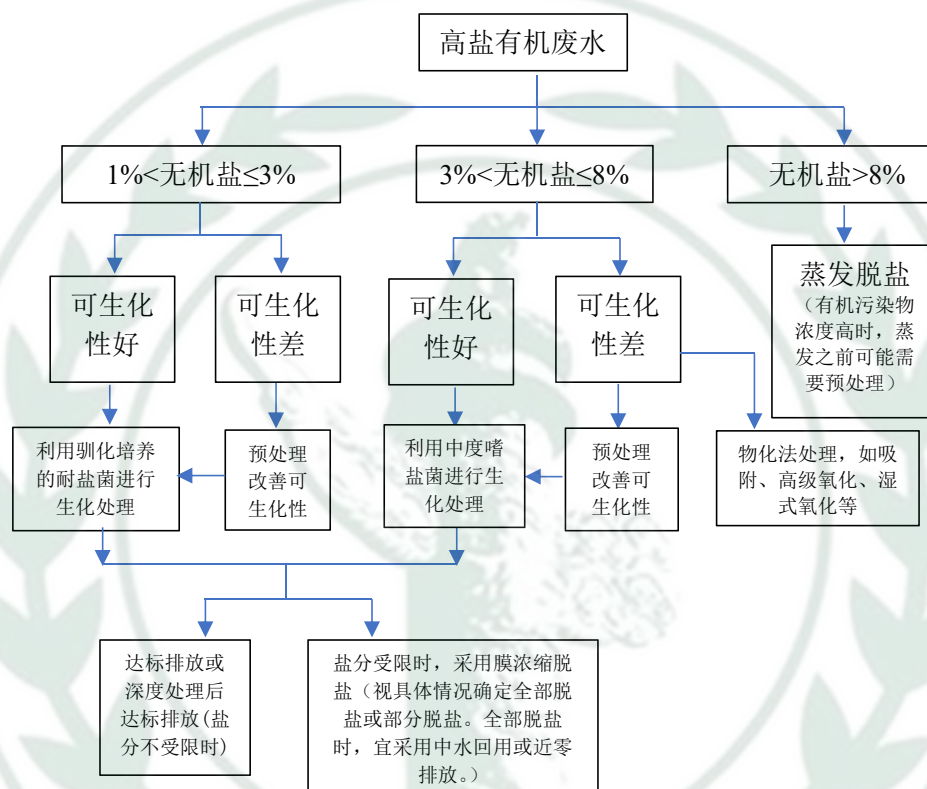 高盐有机废水
1%<无机盐≤3%
3%<无机盐≤8%
无机盐>8%
可生化
性好
可生化
性差
可生化
性好
可生化
性差
蒸发脱盐
（有机污染物
浓度高时，蒸
发之前可能需
要预处理）
利用驯化培养
的耐盐菌进行
生化处理
预处理
改善可
生化性
利用中度嗜
盐菌进行生
化处理
预处理
改善可
生化性
物化法处理，如吸
附、高级氧化、湿
式氧化等
达标排放或
深度处理后
达标排放(盐
分不受限时)
盐分受限时，采用膜浓缩脱
盐（视具体情况确定全部脱
盐或部分脱盐。全部脱盐
时，宜采用中水回用或近零
排放。）